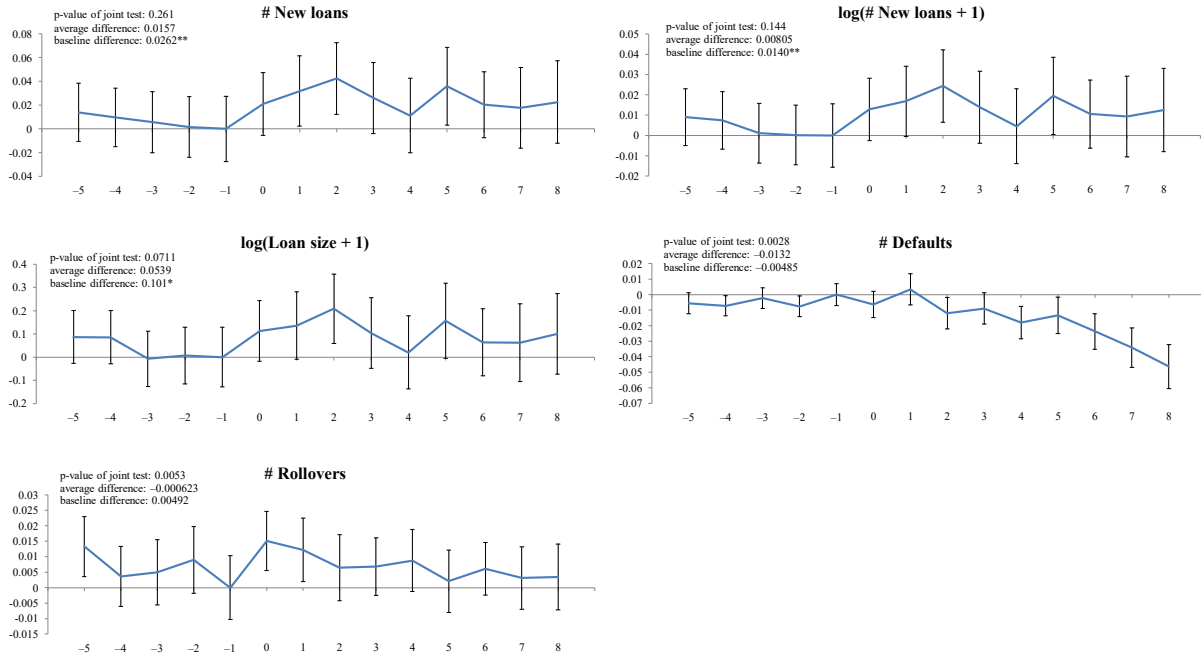 # New loans
p-value of joint test: 0.261
average difference: 0.0157
baseline difference: 0.0262**
0.08
0.06
0.04
0.02
0
−0.02
−0.04
−5 −4 −3 −2 −1 0 1 2 3 4 5 6 7 8
log(# New loans + 1)
p-value of joint test: 0.144
average difference: 0.00805
baseline difference: 0.0140**
0.05
0.04
0.03
0.02
0.01
0
−0.01
−0.02
−5 −4 −3 −2 −1 0 1 2 3 4 5 6 7 8
log(Loan size + 1)
p-value of joint test: 0.0711
average difference: 0.0539
baseline difference: 0.101*
0.4
0.3
0.2
0.1
0
−0.1
−0.2
−5 −4 −3 −2 −1 0 1 2 3 4 5 6 7 8
# Defaults
p-value of joint test: 0.0028
average difference: −0.0132
baseline difference: −0.00485
0.02
0.01
0
−0.01
−0.02
−0.03
−0.04
−0.05
−0.06
−0.07
−5 −4 −3 −2 −1 0 1 2 3 4 5 6 7 8
# Rollovers
p-value of joint test: 0.0053
average difference: −0.000623
baseline difference: 0.00492
0.03
0.025
0.02
0.015
0.01
0.005
0
−0.005
−0.01
−0.015
−5 −4 −3 −2 −1 0 1 2 3 4 5 6 7 8